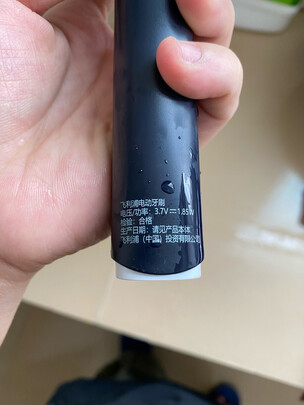 飞利浦电动牙刷
电压/功率：3.7V⎓1.85W
检验：合格
生产日期：请见产品本体
飞利浦（中国）投资有限公司